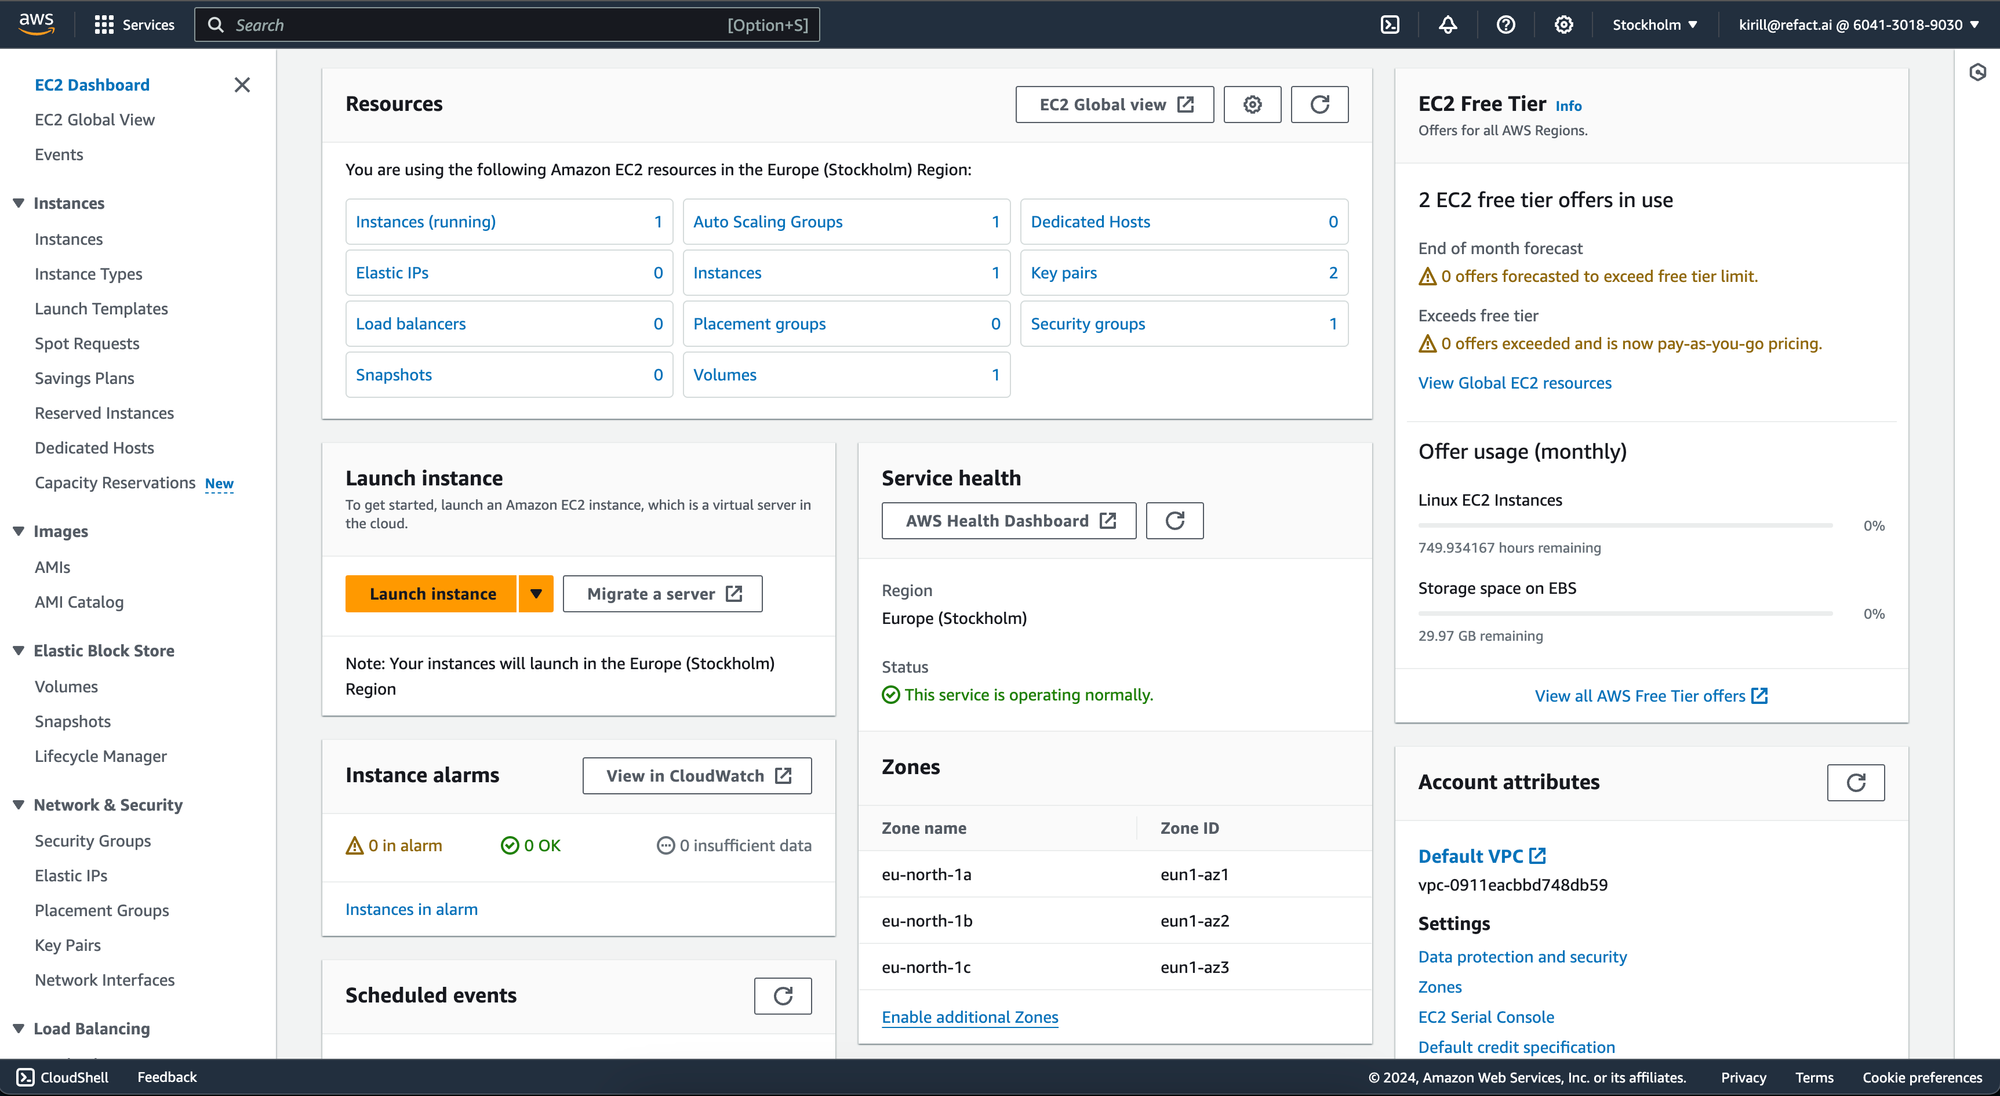 aws
Services
Search
[Option+S]
Stockholm
kirill@refact.ai @ 6041-3018-9030
EC2 Dashboard
EC2 Global View
Events
Instances
Instances
Instance Types
Launch Templates
Spot Requests
Savings Plans
Reserved Instances
Dedicated Hosts
Capacity Reservations New
Images
AMIs
AMI Catalog
Elastic Block Store
Volumes
Snapshots
Lifecycle Manager
Network & Security
Security Groups
Elastic IPs
Placement Groups
Key Pairs
Network Interfaces
Load Balancing
Resources
EC2 Global view
You are using the following Amazon EC2 resources in the Europe (Stockholm) Region:
Instances (running) 1
Auto Scaling Groups 1
Dedicated Hosts 0
Elastic IPs 0
Instances 1
Key pairs 2
Load balancers 0
Placement groups 0
Security groups 1
Snapshots 0
Volumes 1
Launch instance
To get started, launch an Amazon EC2 instance, which is a virtual server in
the cloud.
Launch instance
Migrate a server
Note: Your instances will launch in the Europe (Stockholm)
Region
Instance alarms
View in CloudWatch
0 in alarm
0 OK
0 insufficient data
Instances in alarm
Scheduled events
Service health
AWS Health Dashboard
Region
Europe (Stockholm)
Status
This service is operating normally.
Zones
Zone name Zone ID
eu-north-1a eun1-az1
eu-north-1b eun1-az2
eu-north-1c eun1-az3
Enable additional Zones
EC2 Free Tier Info
Offers for all AWS Regions.
2 EC2 free tier offers in use
End of month forecast
0 offers forecasted to exceed free tier limit.
Exceeds free tier
0 offers exceeded and is now pay-as-you-go pricing.
View Global EC2 resources
Offer usage (monthly)
Linux EC2 Instances
0%
749.934167 hours remaining
Storage space on EBS
0%
29.97 GB remaining
View all AWS Free Tier offers
Account attributes
Default VPC
vpc-0911eacbbd748db59
Settings
Data protection and security
Zones
EC2 Serial Console
Default credit specification
CloudShell
Feedback
© 2024, Amazon Web Services, Inc. or its affiliates.
Privacy
Terms
Cookie preferences